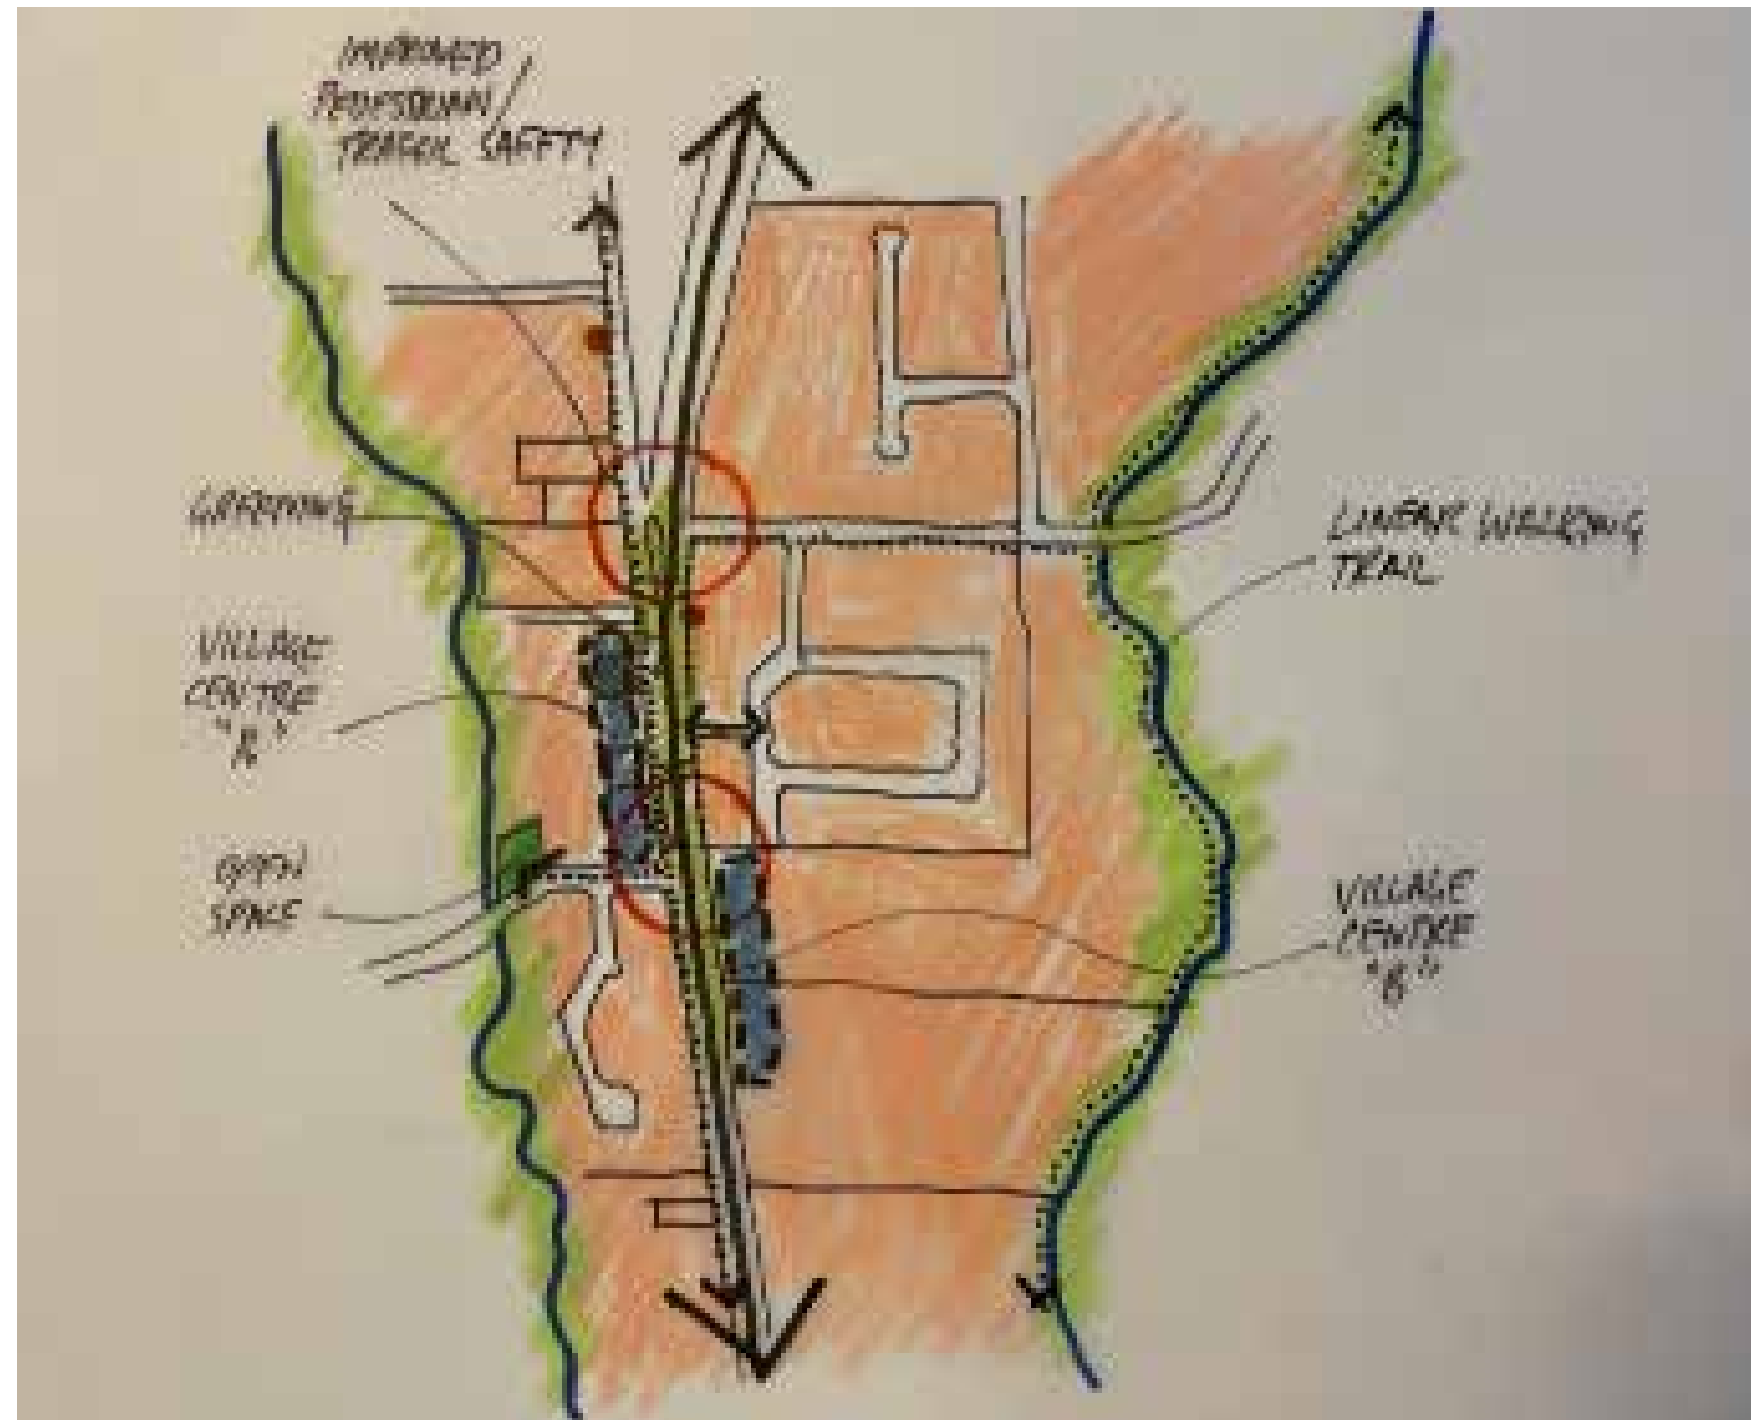 IMPROVED
PEDESTRIAN /
TRAFFIC SAFETY
GREENING
VILLAGE
CENTRE
"A"
OPEN
SPACE
LINEAR WALKING
TRAIL
VILLAGE
CENTRE
"B"